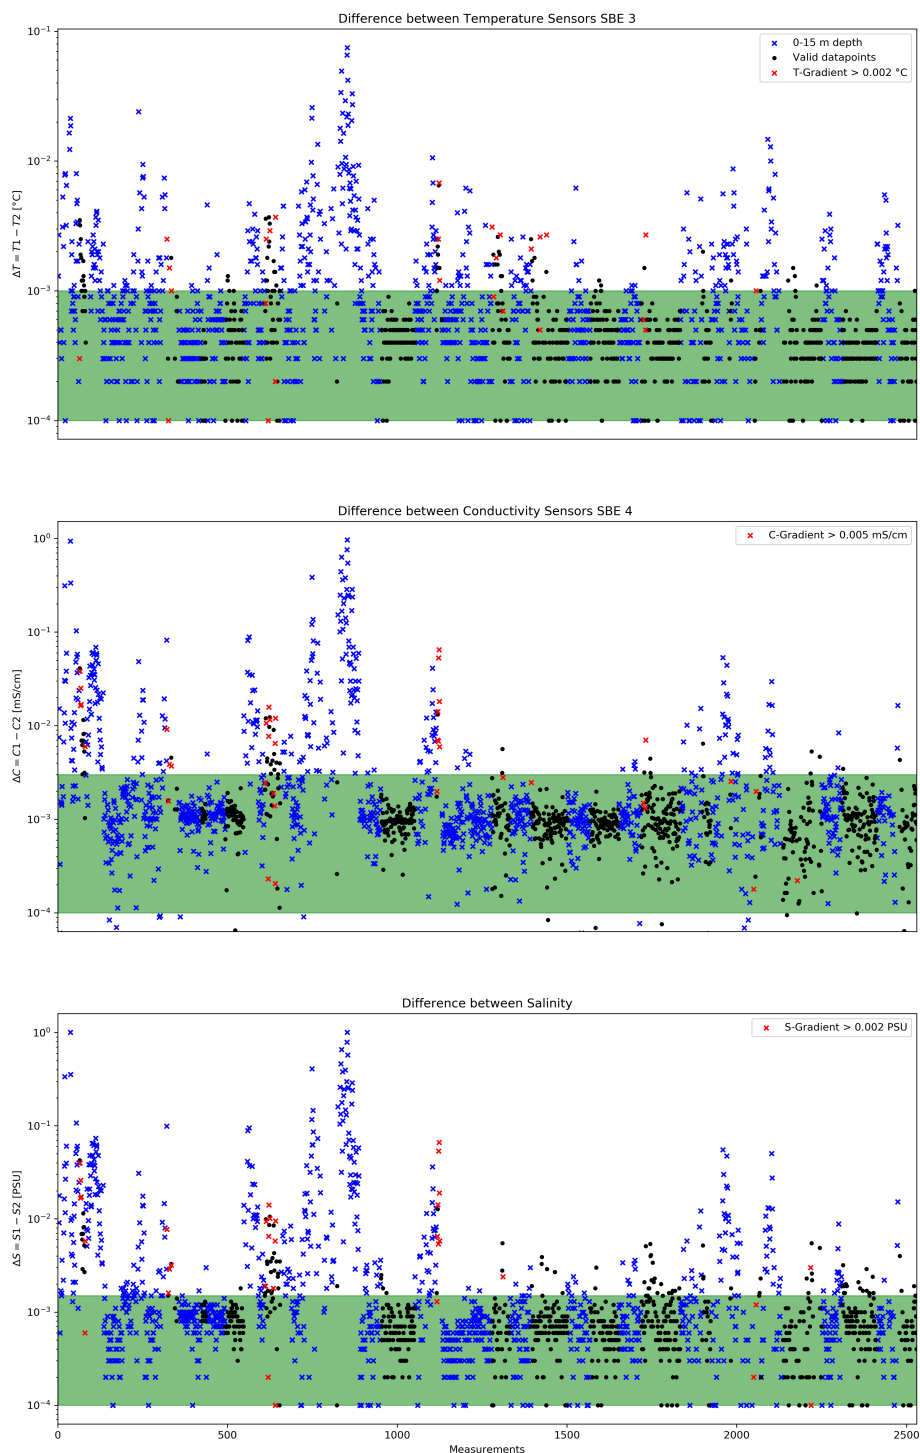 Difference between Temperature Sensors SBE 3
10⁻¹
10⁻²
10⁻³
10⁻⁴
ΔT = T1 − T2 [°C]
0-15 m depth
Valid datapoints
T-Gradient > 0.002 °C
Difference between Conductivity Sensors SBE 4
10⁰
10⁻¹
10⁻²
10⁻³
10⁻⁴
ΔC = C1 − C2 [mS/cm]
C-Gradient > 0.005 mS/cm
Difference between Salinity
10⁰
10⁻¹
10⁻²
10⁻³
10⁻⁴
ΔS = S1 − S2 [PSU]
S-Gradient > 0.002 PSU
0 500 1000 1500 2000 2500
Measurements